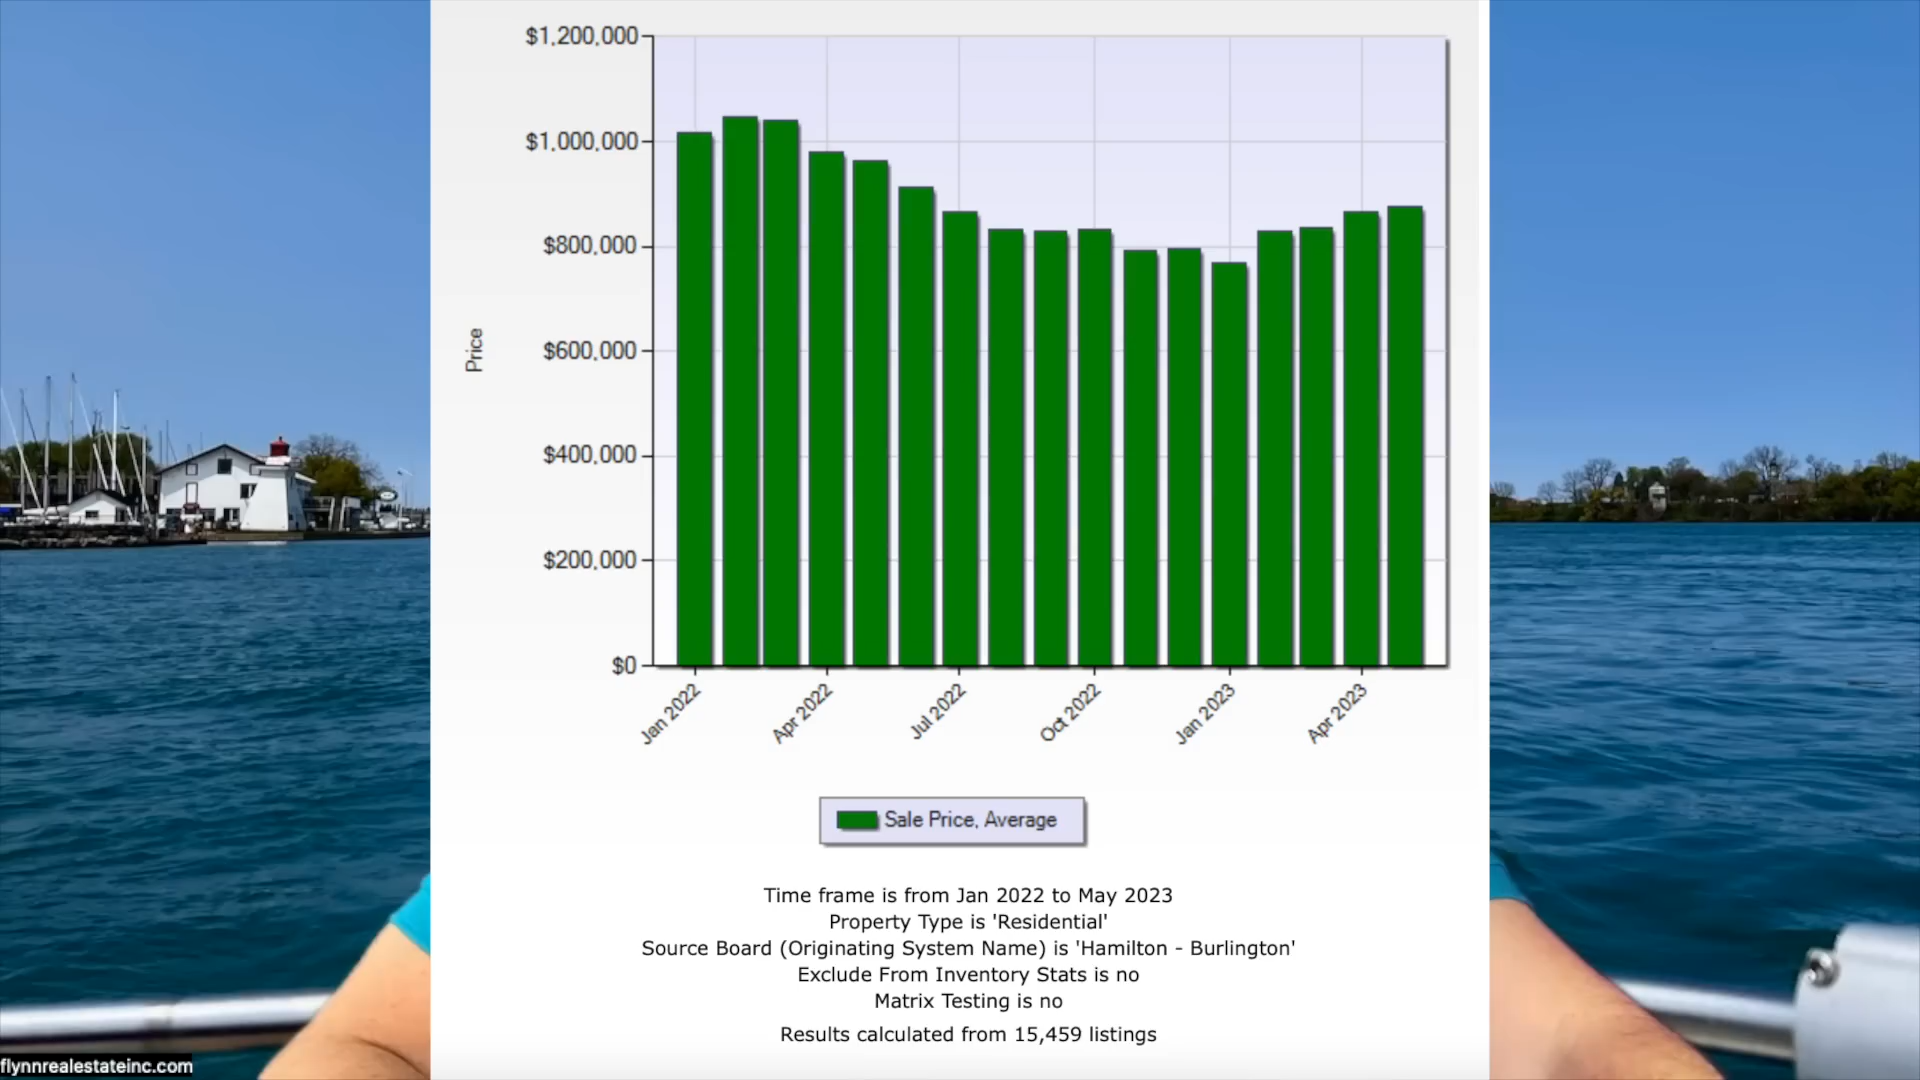 $1,200,000
$1,000,000
$800,000
$600,000
$400,000
$200,000
$0
Price
Jan 2022
Apr 2022
Jul 2022
Oct 2022
Jan 2023
Apr 2023
Sale Price, Average
Time frame is from Jan 2022 to May 2023
Property Type is 'Residential'
Source Board (Originating System Name) is 'Hamilton - Burlington'
Exclude From Inventory Stats is no
Matrix Testing is no
Results calculated from 15,459 listings
flynnrealestateinc.com